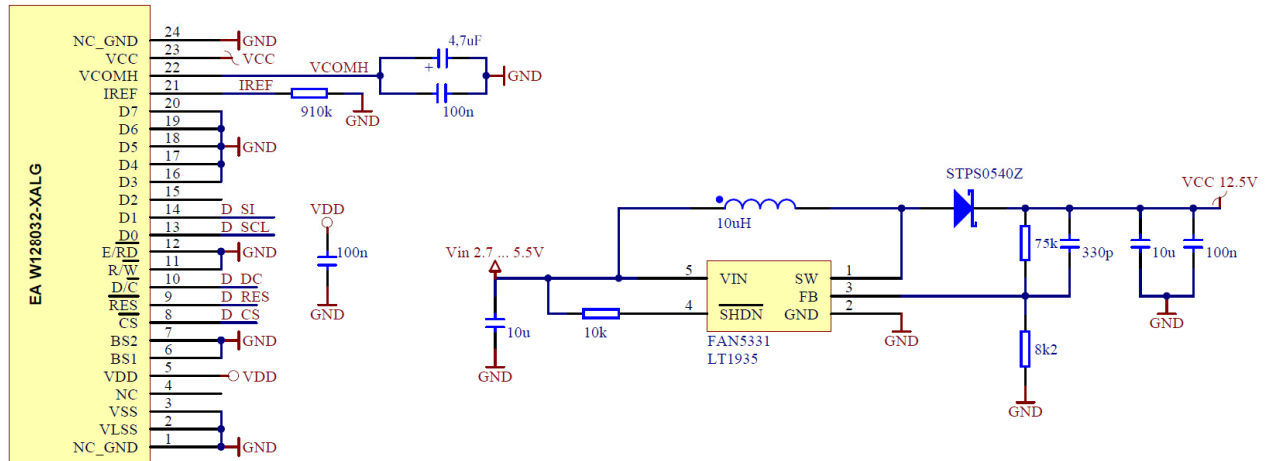 EA W128032-XALG
NC_GND 24 GND
VCC 23 VCC
VCOMH 22 VCOMH
IREF 21 IREF
D7 20
D6 19
D5 18 GND
D4 17
D3 16
D2 15
D1 14 D_SI
D0 13 D_SCL
E/RD 12 GND
R/W 11
D/C 10 D_DC
RES 9 D_RES
CS 8 D_CS
BS2 7 GND
BS1 6
VDD 5 VDD
NC 4
VSS 3
VLSS 2
NC_GND 1 GND
4,7uF
+
GND
910k
GND
100n
VDD
100n
GND
Vin 2.7... 5.5V
10u
GND
10k
10uH
5 VIN SW 1
FB 3
4 SHDN GND 2
FAN5331
LT1935
GND
STPS0540Z
VCC 12.5V
75k
330p
10u
100n
GND
8k2
GND